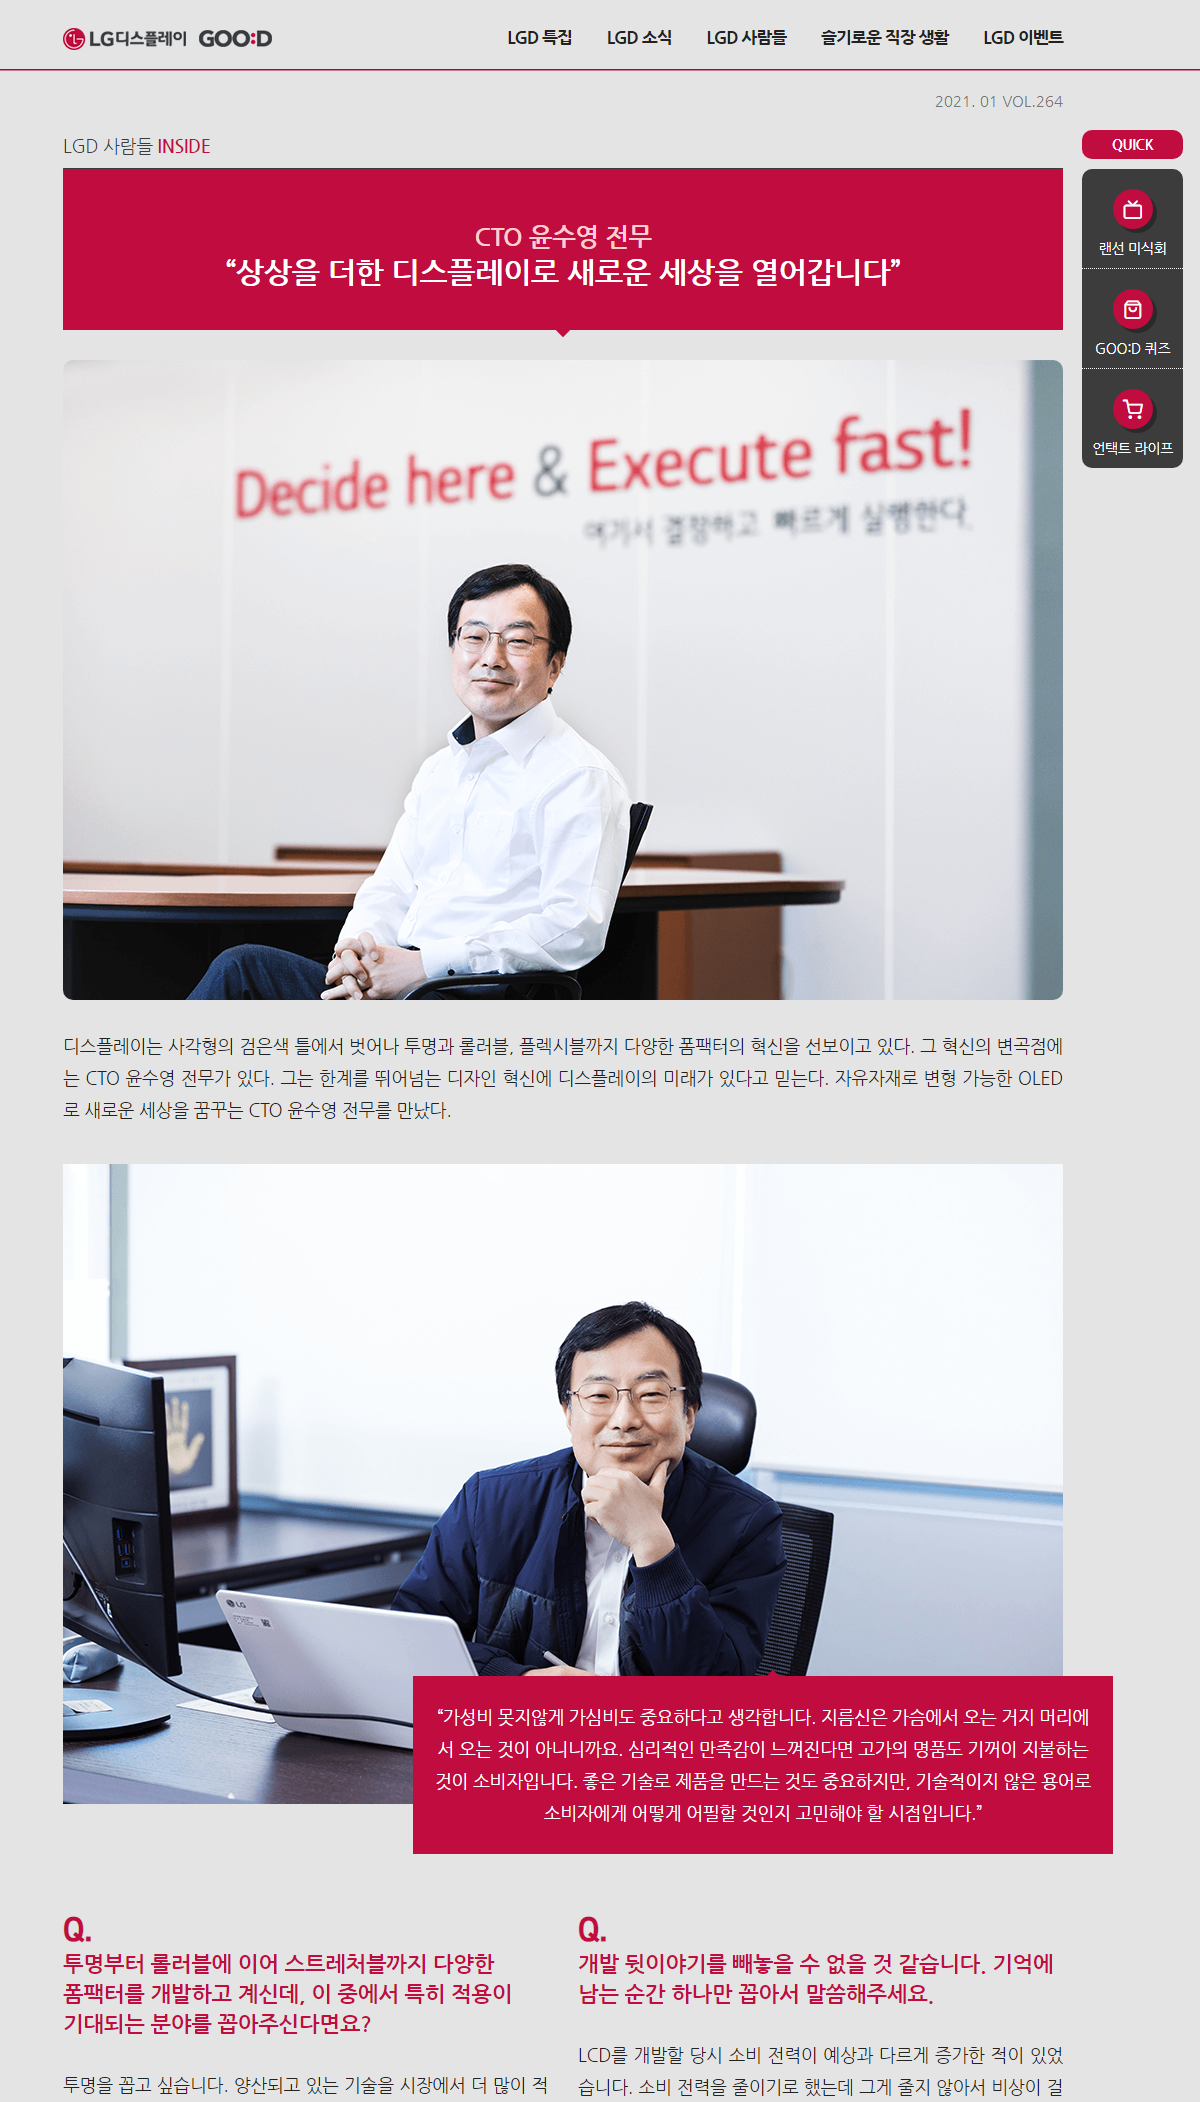 LG디스플레이 GOO:D
LGD 특집 LGD 소식 LGD 사람들 슬기로운 직장 생활 LGD 이벤트
2021. 01 VOL.264
LGD 사람들 INSIDE
QUICK
랜선 미식회
GOO:D 퀴즈
언택트 라이프
CTO 윤수영 전무
“상상을 더한 디스플레이로 새로운 세상을 열어갑니다”
Decide here & Execute fast!
여기서 결정하고 빠르게 실행한다.
디스플레이는 사각형의 검은색 틀에서 벗어나 투명과 롤러블, 플렉시블까지 다양한 폼팩터의 혁신을 선보이고 있다. 그 혁신의 변곡점에
는 CTO 윤수영 전무가 있다. 그는 한계를 뛰어넘는 디자인 혁신에 디스플레이의 미래가 있다고 믿는다. 자유자재로 변형 가능한 OLED
로 새로운 세상을 꿈꾸는 CTO 윤수영 전무를 만났다.
LG
“가성비 못지않게 가심비도 중요하다고 생각합니다. 지름신은 가슴에서 오는 거지 머리에
서 오는 것이 아니니까요. 심리적인 만족감이 느껴진다면 고가의 명품도 기꺼이 지불하는
것이 소비자입니다. 좋은 기술로 제품을 만드는 것도 중요하지만, 기술적이지 않은 용어로
소비자에게 어떻게 어필할 것인지 고민해야 할 시점입니다.”
Q.
투명부터 롤러블에 이어 스트레처블까지 다양한
폼팩터를 개발하고 계신데, 이 중에서 특히 적용이
기대되는 분야를 꼽아주신다면요?
투명을 꼽고 싶습니다. 양산되고 있는 기술을 시장에서 더 많이 적
Q.
개발 뒷이야기를 빼놓을 수 없을 것 같습니다. 기억에
남는 순간 하나만 꼽아서 말씀해주세요.
LCD를 개발할 당시 소비 전력이 예상과 다르게 증가한 적이 있었
습니다. 소비 전력을 줄이기로 했는데 그게 줄지 않아서 비상이 걸